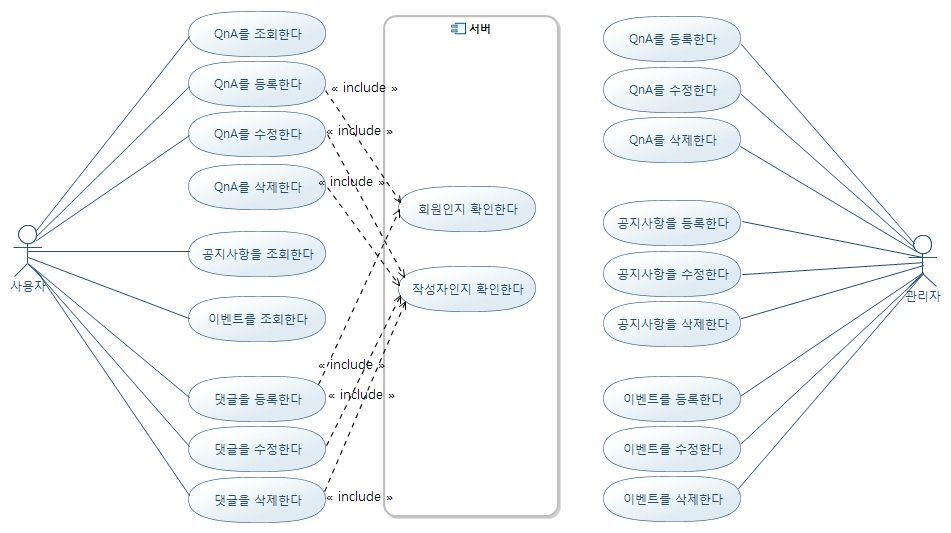 서버
QnA를 조회한다
QnA를 등록한다
« include »
QnA를 수정한다
« include »
QnA를 삭제한다
« include »
공지사항을 조회한다
사용자
이벤트를 조회한다
« include »
댓글을 등록한다
« include »
댓글을 수정한다
댓글을 삭제한다
« include »
회원인지 확인한다
작성자인지 확인한다
QnA를 등록한다
QnA를 수정한다
QnA를 삭제한다
공지사항을 등록한다
공지사항을 수정한다
공지사항을 삭제한다
관리자
이벤트를 등록한다
이벤트를 수정한다
이벤트를 삭제한다